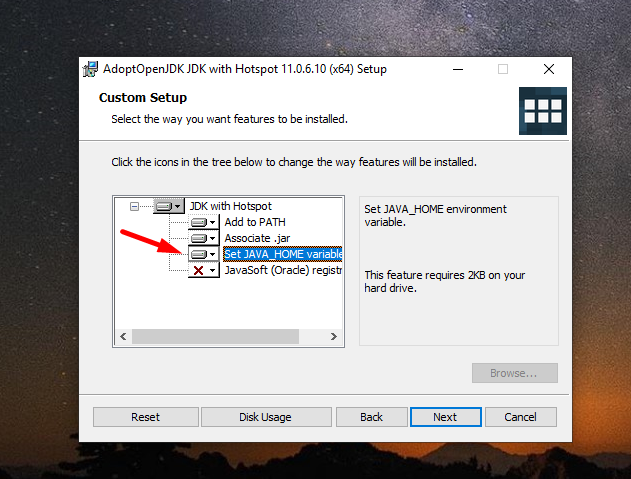 AdoptOpenJDK JDK with Hotspot 11.0.6.10 (x64) Setup
Custom Setup
Select the way you want features to be installed.
Click the icons in the tree below to change the way features will be installed.
JDK with Hotspot
Add to PATH
Associate .jar
Set JAVA_HOME variable
JavaSoft (Oracle) registr
Set JAVA_HOME environment
variable.
This feature requires 2KB on your
hard drive.
Browse...
Reset
Disk Usage
Back
Next
Cancel